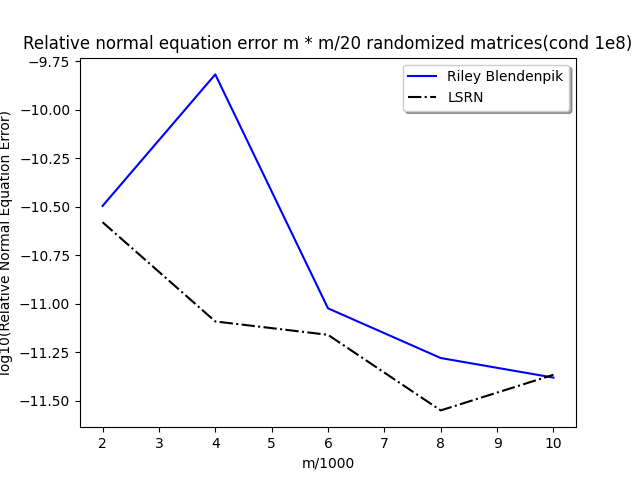 Relative normal equation error m * m/20 randomized matrices(cond 1e8)
Riley Blendenpik
LSRN
log10(Relative Normal Equation Error)
−9.75
−10.00
−10.25
−10.50
−10.75
−11.00
−11.25
−11.50
2 3 4 5 6 7 8 9 10
m/1000